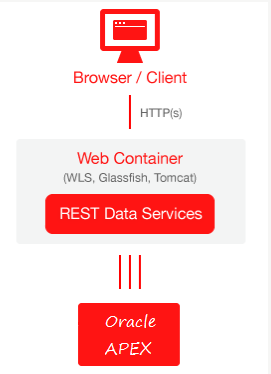 Browser / Client
HTTP(s)
Web Container
(WLS, Glassfish, Tomcat)
REST Data Services
Oracle
APEX